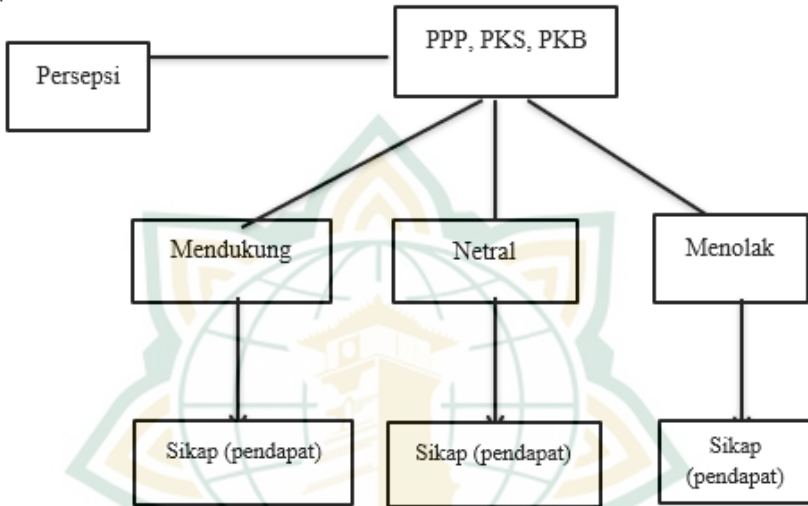 PPP, PKS, PKB
Persepsi
Mendukung
Netral
Menolak
Sikap (pendapat)
Sikap (pendapat)
Sikap
(pendapat)